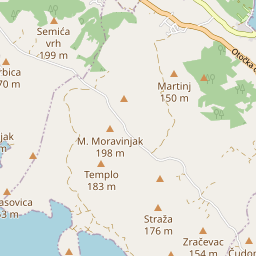 Semića
vrh
199 m
Martinj
150 m
M. Moravinjak
198 m
Templo
183 m
Straža
176 m
Zračevac
154 m